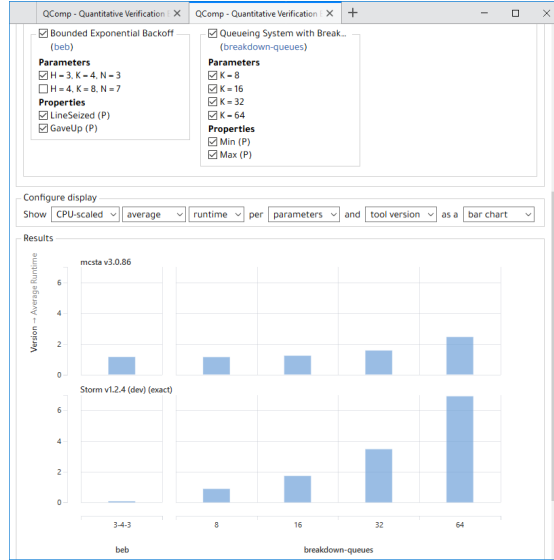 QComp - Quantitative Verification
QComp - Quantitative Verification
Bounded Exponential Backoff
(beb)
Parameters
H = 3, K = 4, N = 3
H = 4, K = 8, N = 7
Properties
LineSeized (P)
GaveUp (P)
Queueing System with Break...
(breakdown-queues)
Parameters
K = 8
K = 16
K = 32
K = 64
Properties
Min (P)
Max (P)
Configure display
Show CPU-scaled average runtime per parameters and tool version as a bar chart
Results
Version → Average Runtime
mcsta v3.0.86
6
4
2
0
Storm v1.2.4 (dev) (exact)
6
4
2
0
3-4-3 8 16 32 64
beb breakdown-queues